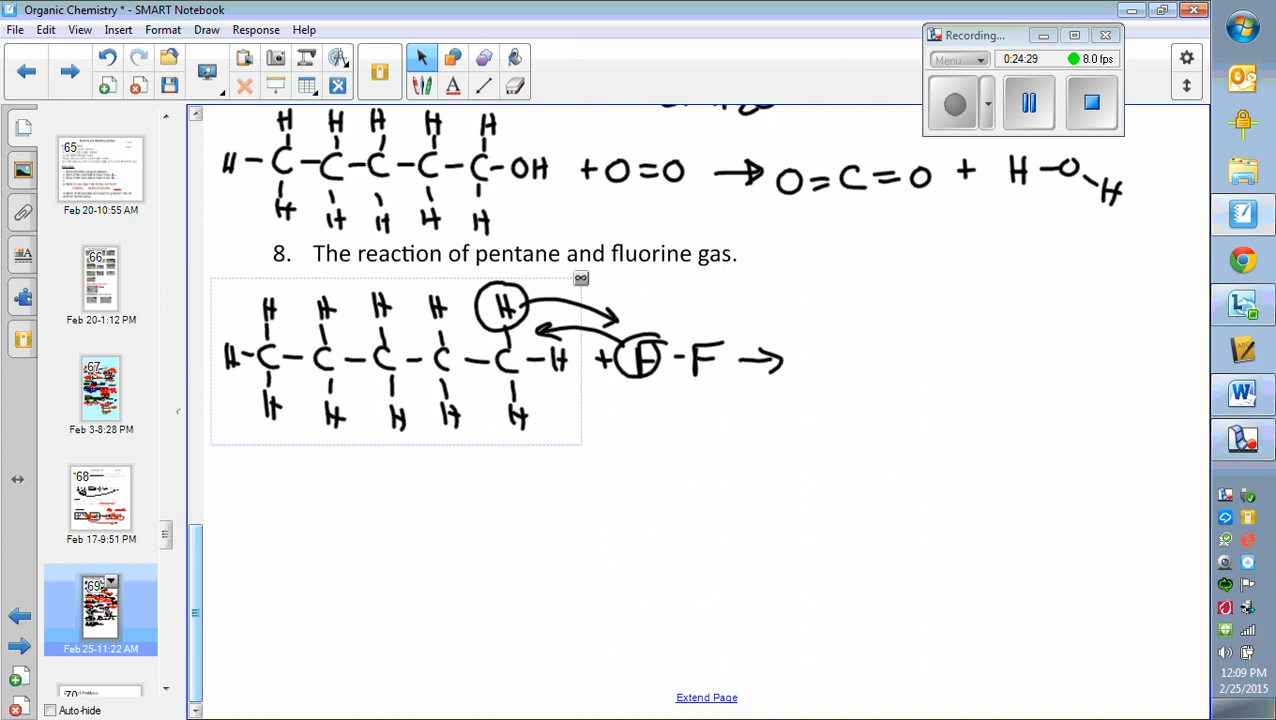 Organic Chemistry * - SMART Notebook
File Edit View Insert Format Draw Window Response Help
Recording...
Menu 0:24:29 8.0 fps
65
Feb 20-10:55 AM
66
Feb 20-1:12 PM
67
Feb 3-8:28 PM
68
Feb 17-9:51 PM
69
Feb 25-11:22 AM
70
Auto-hide
H H H H H
H - C - C - C - C - C - OH + O = O → O = C = O + H - O - H
H H H H H
8. The reaction of pentane and fluorine gas.
H H H H H
H - C - C - C - C - C - H + F - F →
H H H H H
Extend Page
12:09 PM
2/25/2015